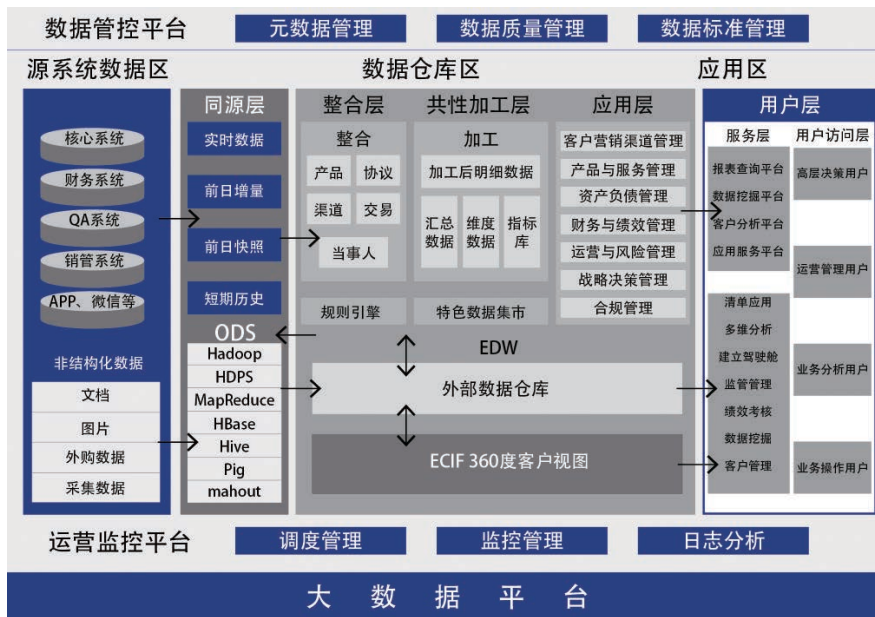 数据管控平台
元数据管理
数据质量管理
数据标准管理
源系统数据区
数据仓库区
应用区
核心系统
财务系统
QA系统
销管系统
APP、微信等
非结构化数据
文档
图片
外购数据
采集数据
同源层
实时数据
前日增量
前日快照
短期历史
ODS
Hadoop
HDPS
MapReduce
HBase
Hive
Pig
mahout
整合层
共性加工层
应用层
整合
产品
协议
渠道
交易
当事人
规则引擎
加工
加工后明细数据
汇总
数据
维度
数据
指标
库
特色数据集市
客户营销渠道管理
产品与服务管理
资产负债管理
财务与绩效管理
运营与风险管理
战略决策管理
合规管理
EDW
外部数据仓库
ECIF 360度客户视图
用户层
服务层
用户访问层
报表查询平台
数据挖掘平台
客户分析平台
应用服务平台
清单应用
多维分析
建立驾驶舱
监管管理
绩效考核
数据挖掘
客户管理
高层决策用户
运营管理用户
业务分析用户
业务操作用户
运营监控平台
调度管理
监控管理
日志分析
大数据平台